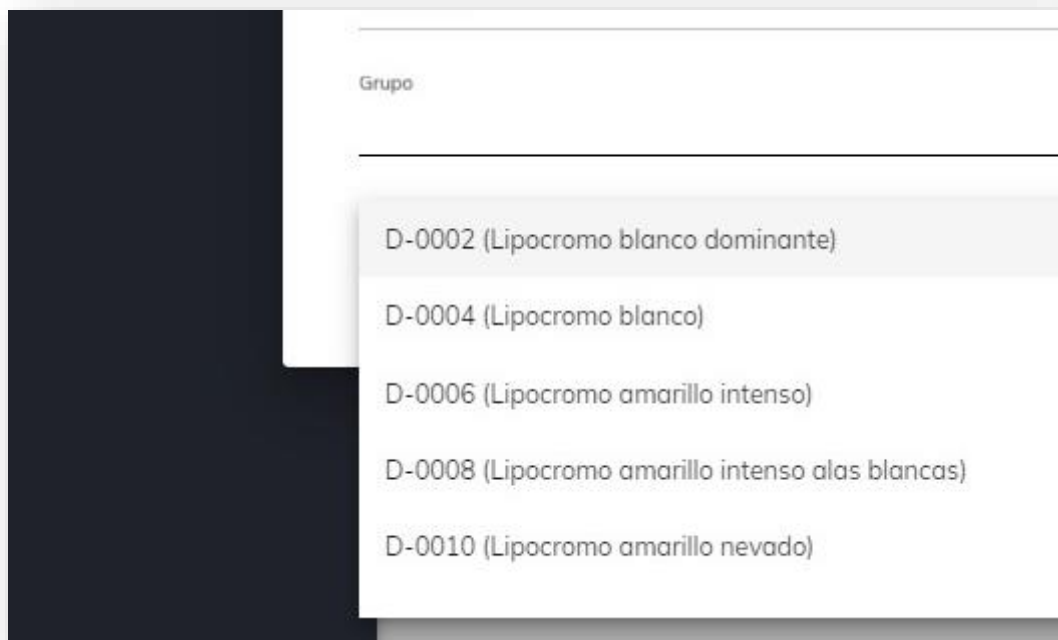 Grupo
D-0002 (Lipocromo blanco dominante)
D-0004 (Lipocromo blanco)
D-0006 (Lipocromo amarillo intenso)
D-0008 (Lipocromo amarillo intenso alas blancas)
D-0010 (Lipocromo amarillo nevado)